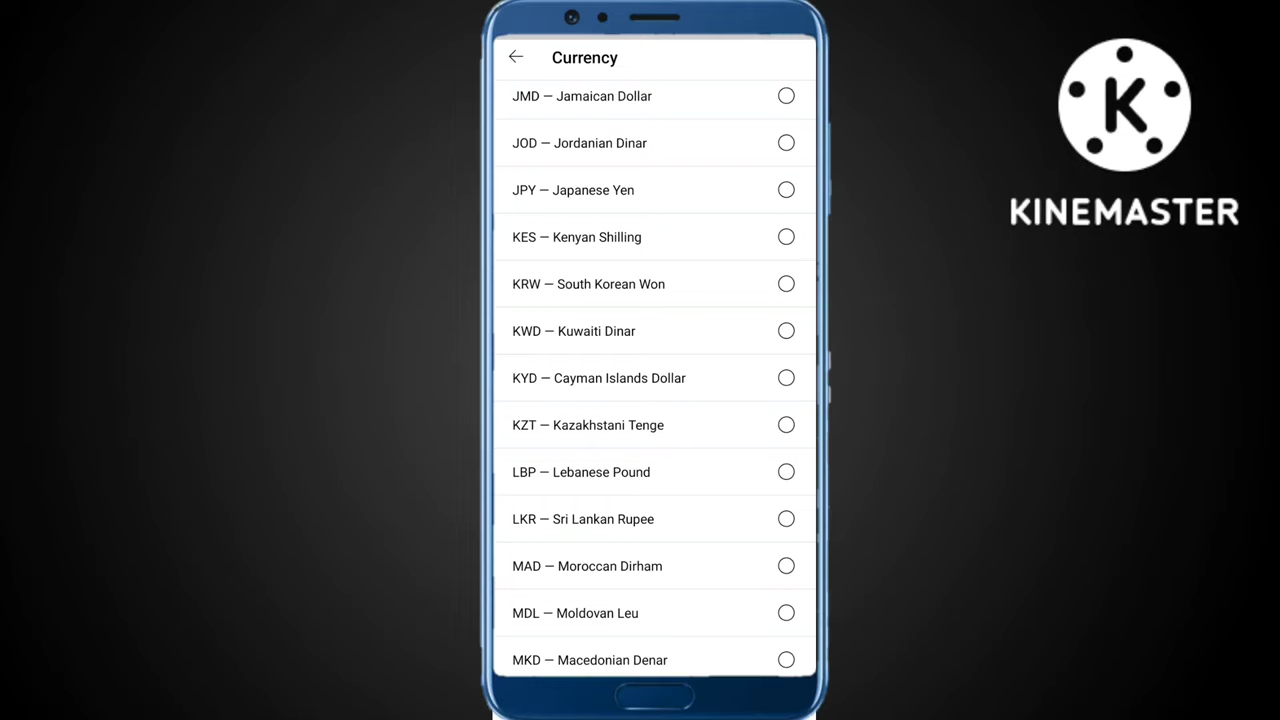 Currency
JMD — Jamaican Dollar
JOD — Jordanian Dinar
JPY — Japanese Yen
KES — Kenyan Shilling
KRW — South Korean Won
KWD — Kuwaiti Dinar
KYD — Cayman Islands Dollar
KZT — Kazakhstani Tenge
LBP — Lebanese Pound
LKR — Sri Lankan Rupee
MAD — Moroccan Dirham
MDL — Moldovan Leu
MKD — Macedonian Denar
K
KINEMASTER